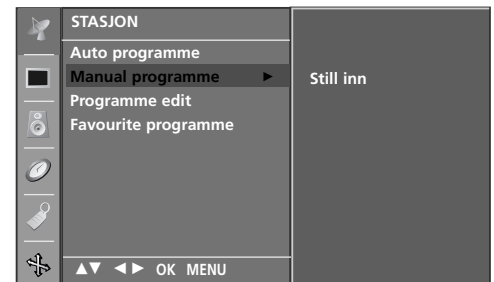 STASJON
Auto programme
Manual programme ►
Still inn
Programme edit
Favourite programme
▲▼ ◄► OK MENU